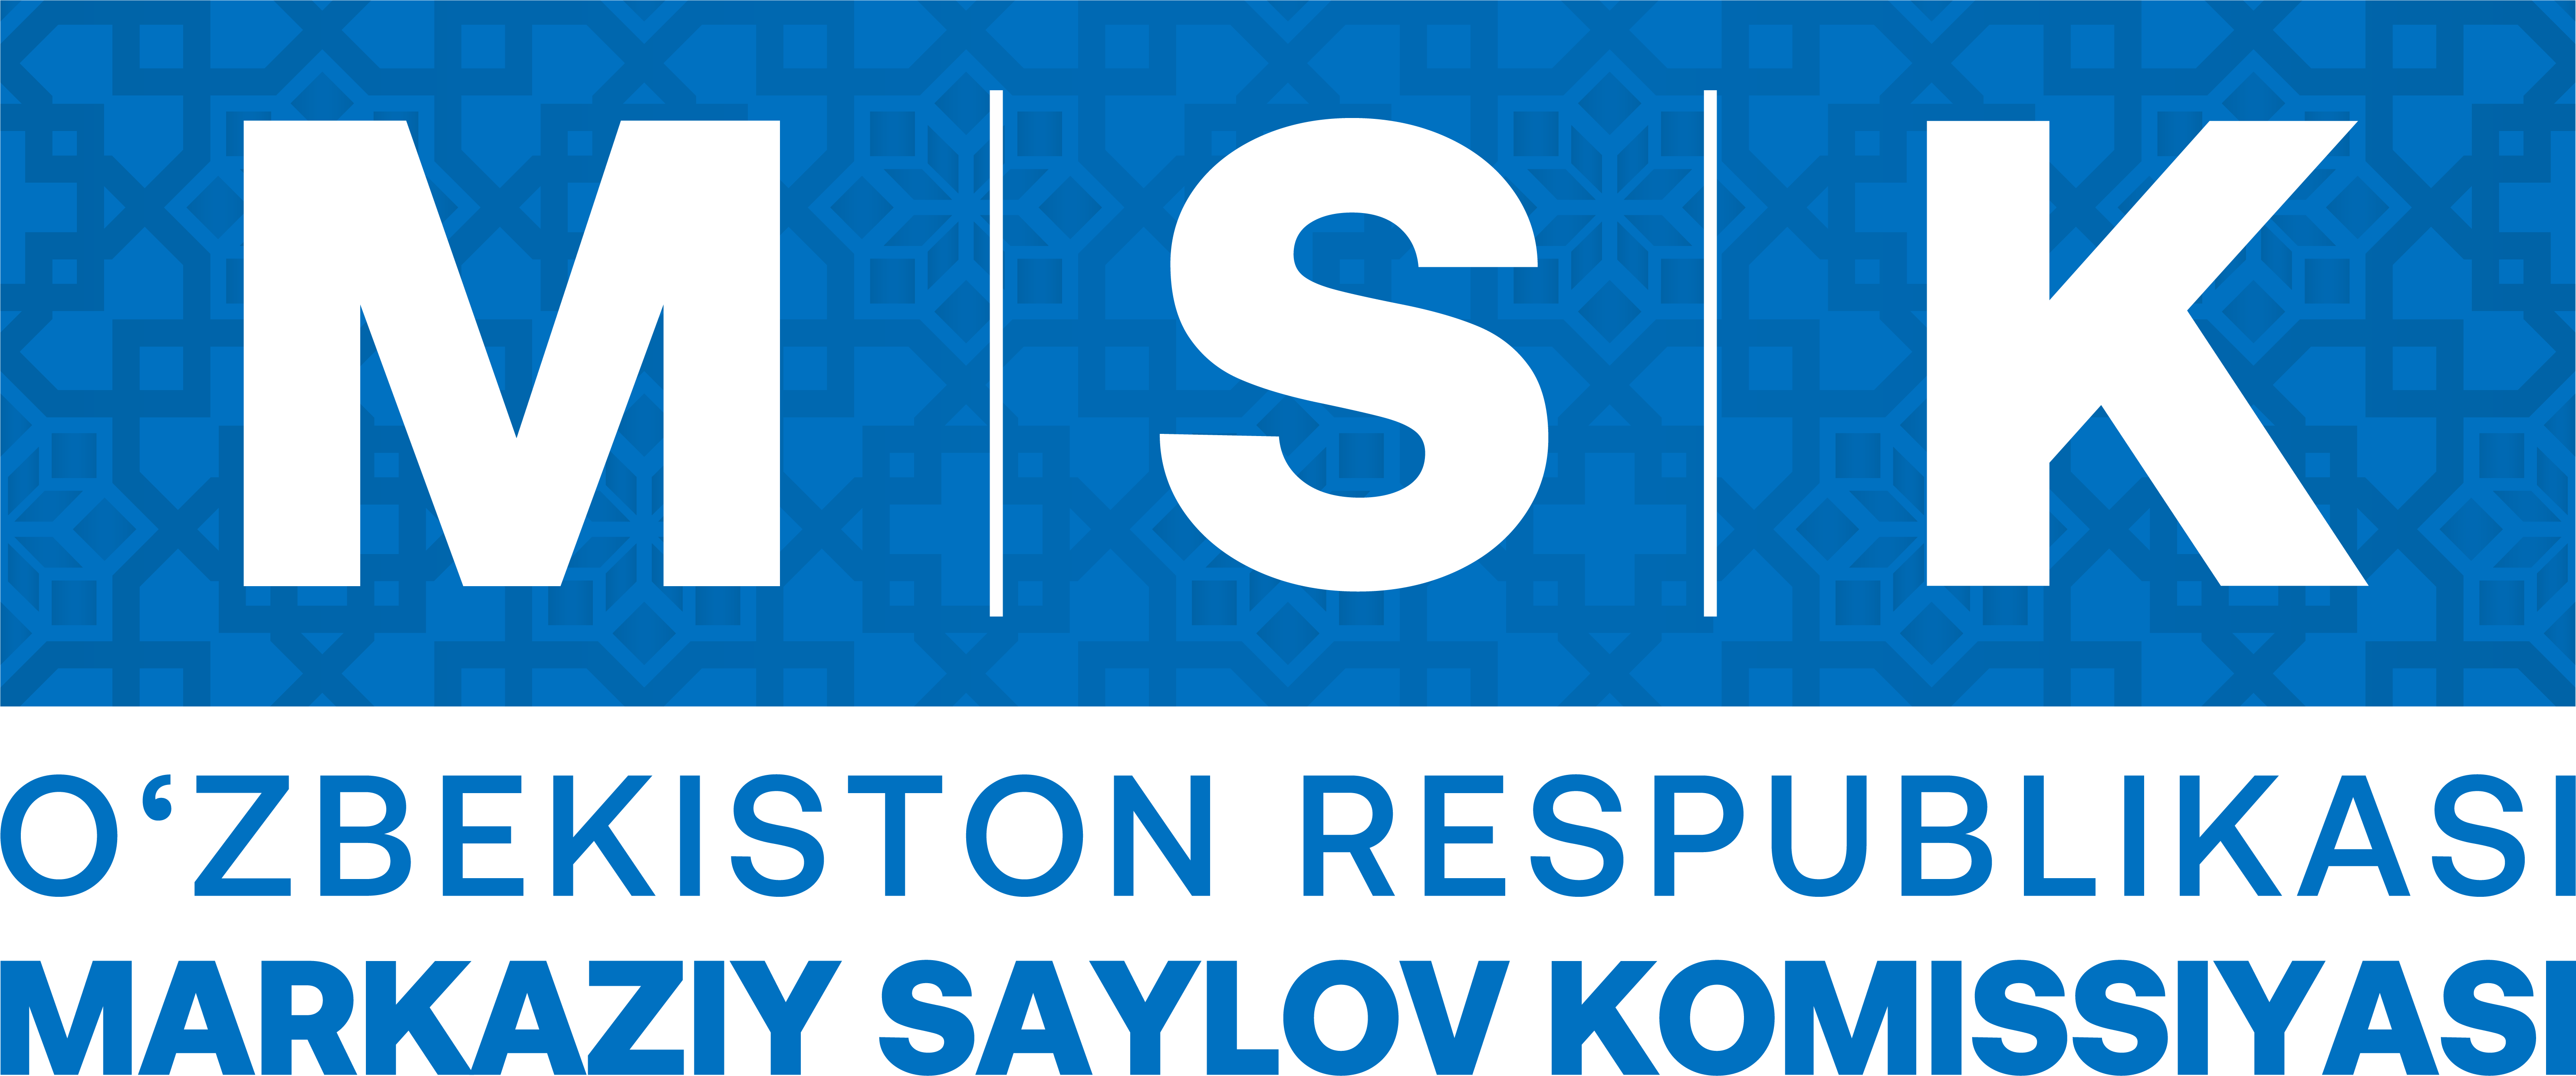 M|S|K
O‘ZBEKISTON RESPUBLIKASI
MARKAZIY SAYLOV KOMISSIYASI